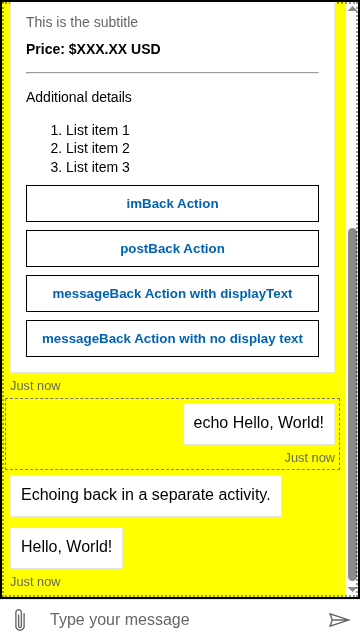 This is the subtitle
Price: $XXX.XX USD
Additional details
1. List item 1
2. List item 2
3. List item 3
imBack Action
postBack Action
messageBack Action with displayText
messageBack Action with no display text
Just now
echo Hello, World!
Just now
Echoing back in a separate activity.
Hello, World!
Just now
Type your message